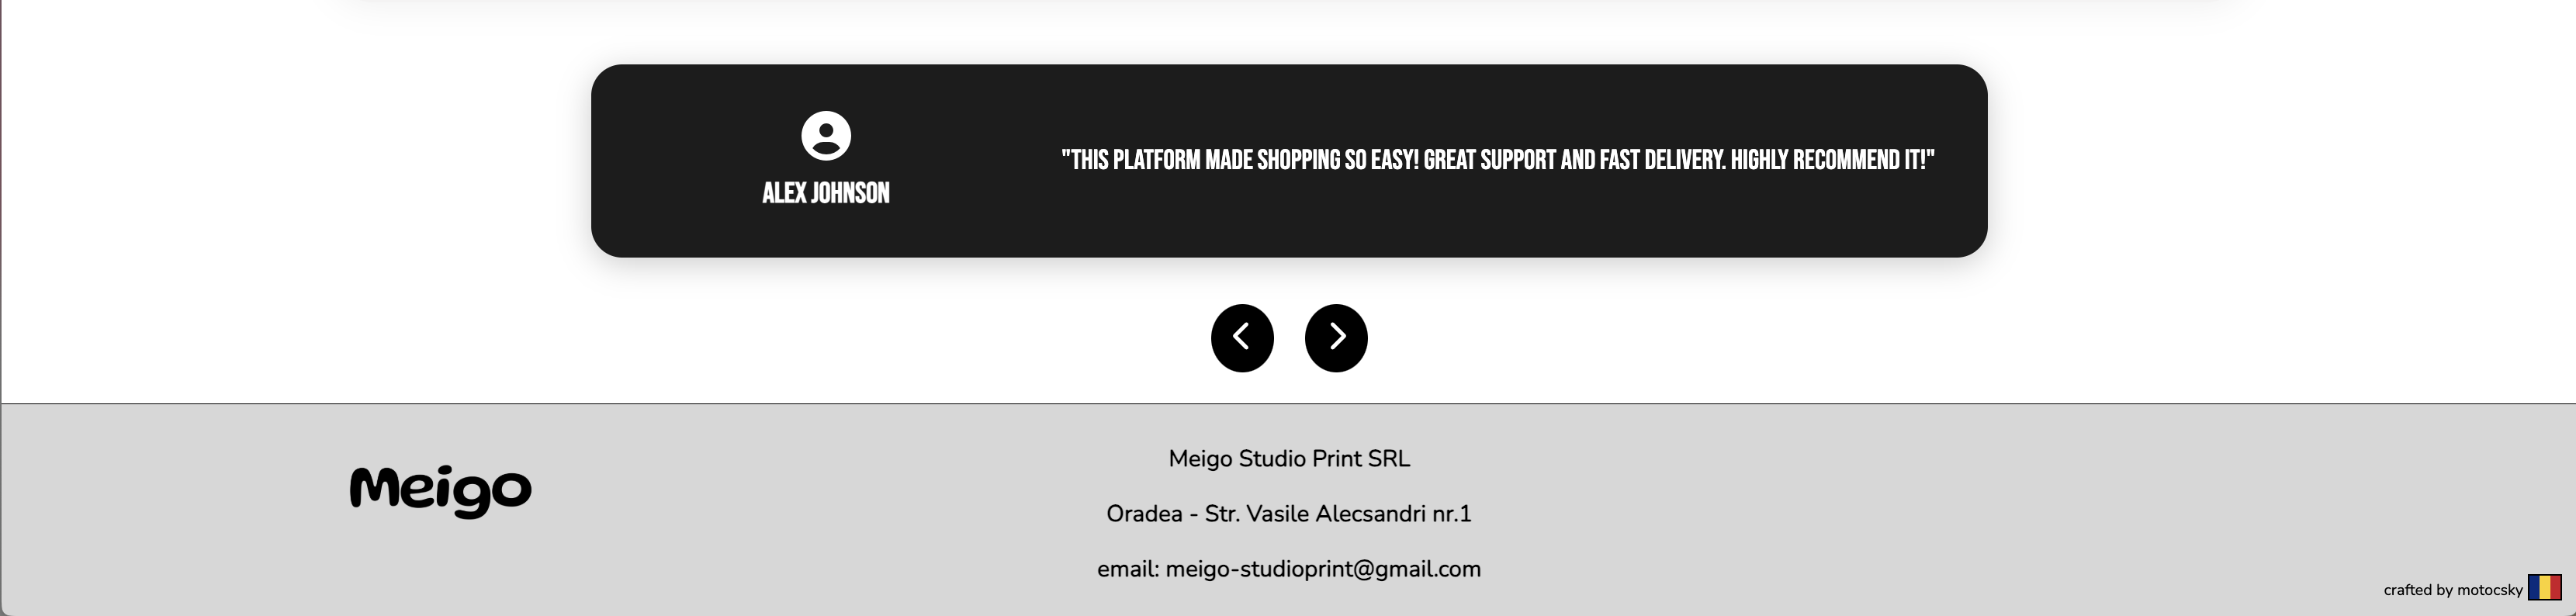 ALEX JOHNSON
"THIS PLATFORM MADE SHOPPING SO EASY! GREAT SUPPORT AND FAST DELIVERY. HIGHLY RECOMMEND IT!"
Meigo
Meigo Studio Print SRL
Oradea - Str. Vasile Alecsandri nr.1
email: meigo-studioprint@gmail.com
crafted by motocsky